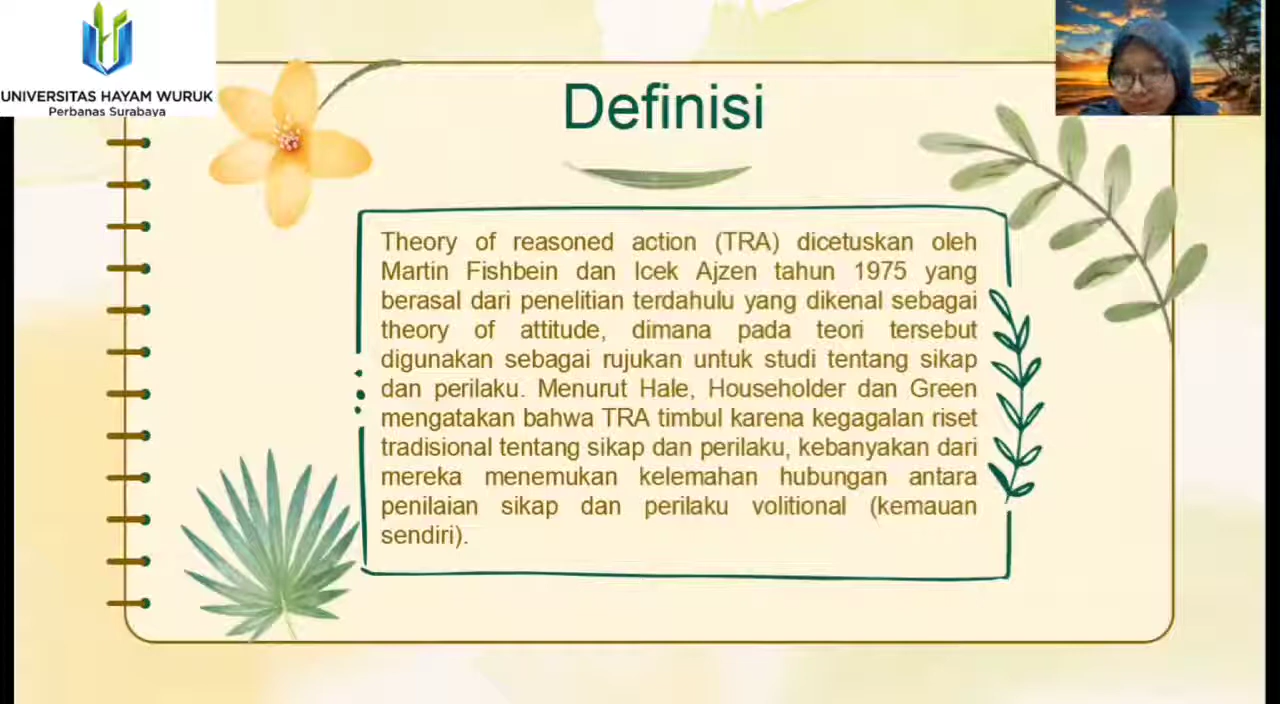 UNIVERSITAS HAYAM WURUK
Perbanas Surabaya
Definisi
Theory of reasoned action (TRA) dicetuskan oleh
Martin Fishbein dan Icek Ajzen tahun 1975 yang
berasal dari penelitian terdahulu yang dikenal sebagai
theory of attitude, dimana pada teori tersebut
digunakan sebagai rujukan untuk studi tentang sikap
dan perilaku. Menurut Hale, Householder dan Green
mengatakan bahwa TRA timbul karena kegagalan riset
tradisional tentang sikap dan perilaku, kebanyakan dari
mereka menemukan kelemahan hubungan antara
penilaian sikap dan perilaku volitional (kemauan
sendiri).